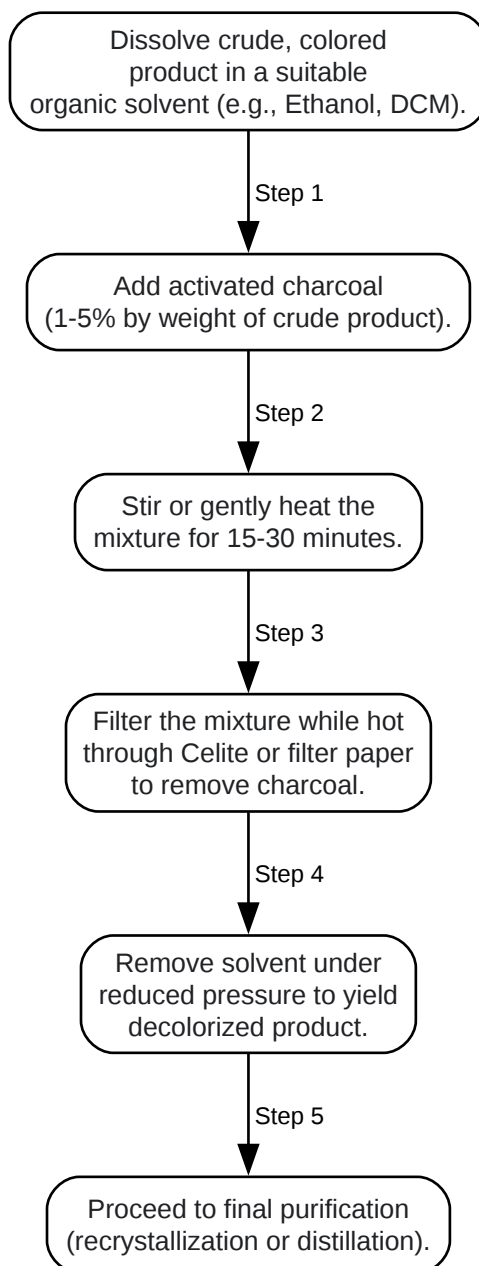 Dissolve crude, colored
product in a suitable
organic solvent (e.g., Ethanol, DCM).
Step 1
Add activated charcoal
(1-5% by weight of crude product).
Step 2
Stir or gently heat the
mixture for 15-30 minutes.
Step 3
Filter the mixture while hot
through Celite or filter paper
to remove charcoal.
Step 4
Remove solvent under
reduced pressure to yield
decolorized product.
Step 5
Proceed to final purification
(recrystallization or distillation).